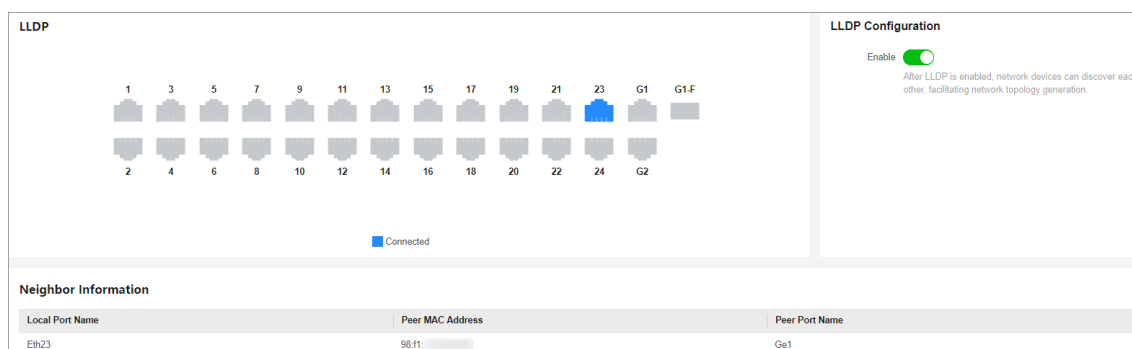 LLDP
LLDP Configuration
Enable
After LLDP is enabled, network devices can discover eac
other, facilitating network topology generation.
1 3 5 7 9 11 13 15 17 19 21 23 G1 G1-F
2 4 6 8 10 12 14 16 18 20 22 24 G2
Connected
Neighbor Information
Local Port Name Peer MAC Address Peer Port Name
Eth23 98:f1: Ge1